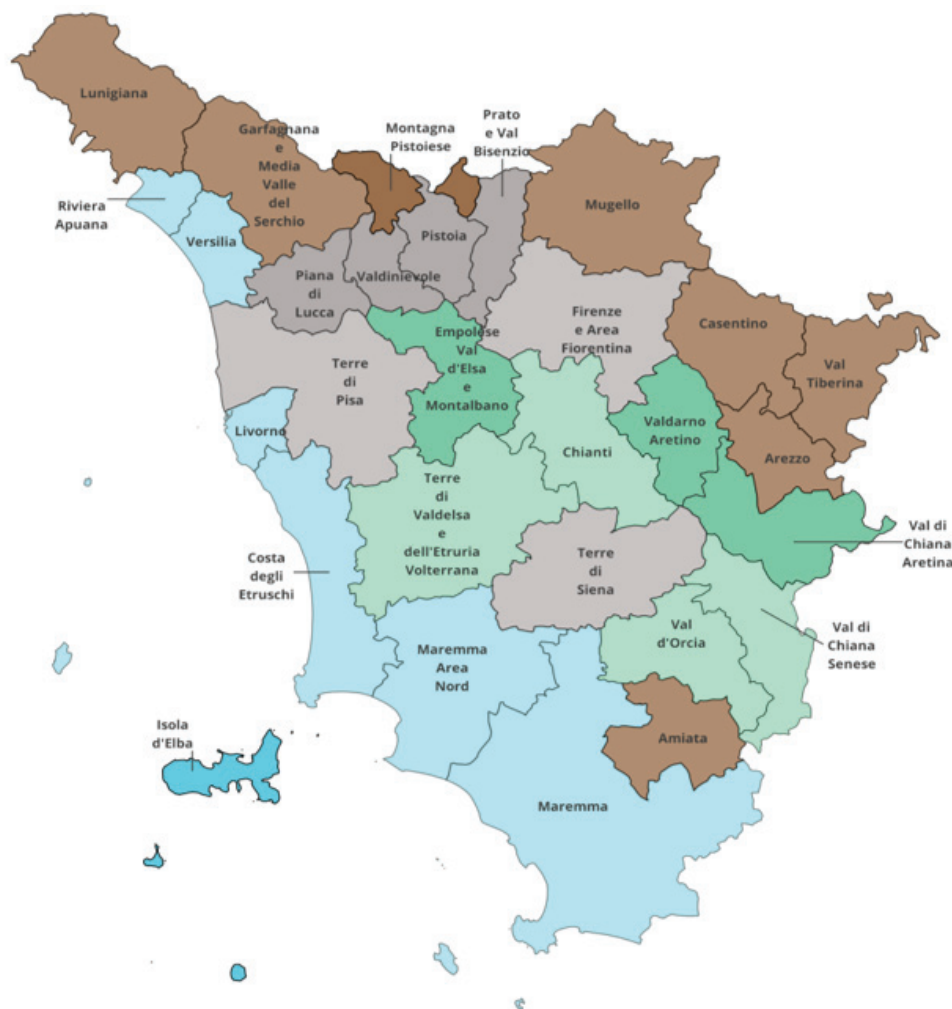 Lunigiana
Garfagnana
e
Media
Valle
del
Serchio
Montagna
Pistoiese
Prato
e Val
Bisenzio
Mugello
Riviera
Apuana
Versilia
Pistoia
Piana
di
Lucca
Valdinievole
Firenze
e Area
Fiorentina
Casentino
Val
Tiberina
Empolese
Val
d'Elsa
e
Montalbano
Terre
di
Pisa
Livorno
Chianti
Valdarno
Aretino
Arezzo
Terre
di
Valdelsa
e
dell'Etruria
Volterrana
Val di
Chiana
Aretina
Costa
degli
Etruschi
Terre
di
Siena
Val
d'Orcia
Val di
Chiana
Senese
Maremma
Area
Nord
Isola
d'Elba
Amiata
Maremma